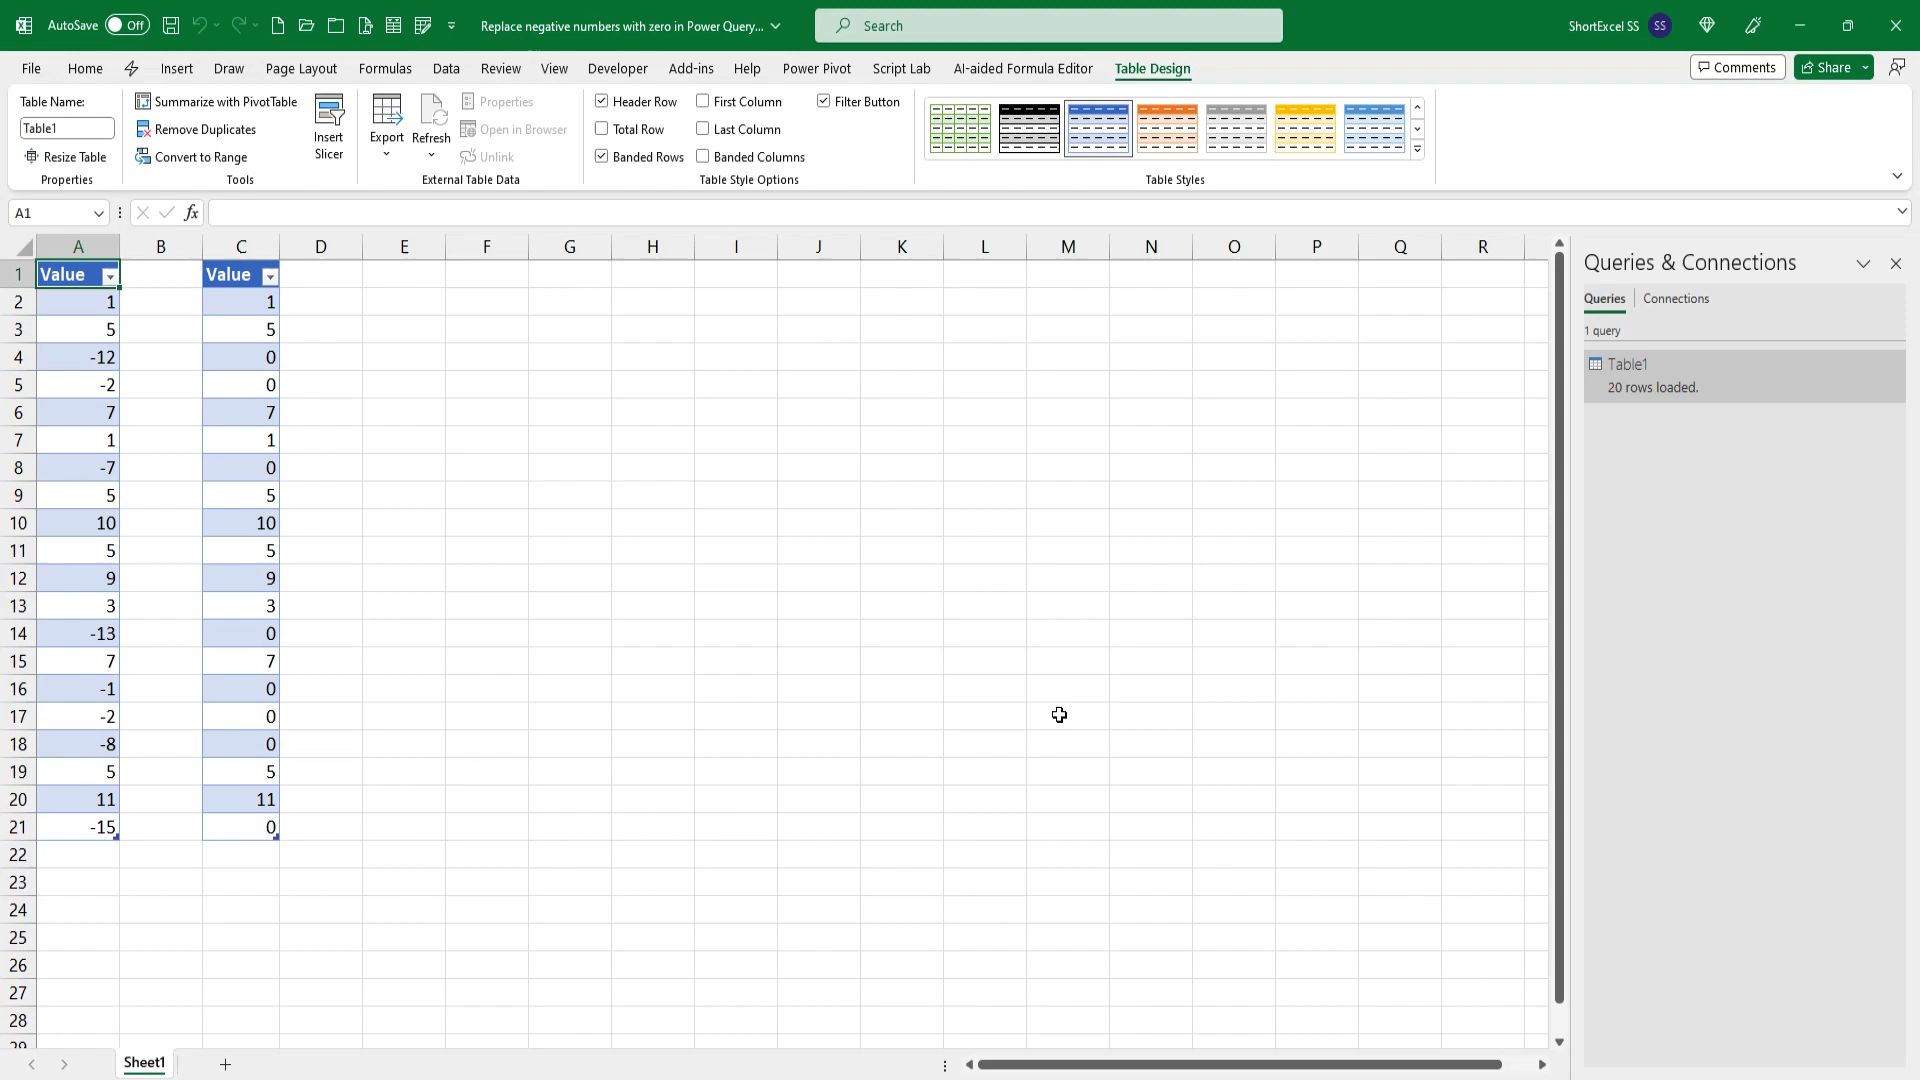 AutoSave Off Replace negative numbers with zero in Power Query... Search ShortExcel SS SS
File Home Insert Draw Page Layout Formulas Data Review View Developer Add-ins Help Power Pivot Script Lab AI-aided Formula Editor Table Design Comments Share
Table Name:
Table1
Resize Table
Properties
Summarize with PivotTable
Remove Duplicates
Convert to Range
Tools
Insert
Slicer
Export
Refresh
Properties
Open in Browser
Unlink
External Table Data
Header Row First Column Filter Button
Total Row Last Column
Banded Rows Banded Columns
Table Style Options
Table Styles
A1 fx
A B C D E F G H I J K L M N O P Q R
1 Value Value
2 1 1
3 5 5
4 -12 0
5 -2 0
6 7 7
7 1 1
8 -7 0
9 5 5
10 10 10
11 5 5
12 9 9
13 3 3
14 -13 0
15 7 7
16 -1 0
17 -2 0
18 -8 0
19 5 5
20 11 11
21 -15 0
22
23
24
25
26
27
28
29
Queries & Connections
Queries Connections
1 query
Table1
20 rows loaded.
Sheet1